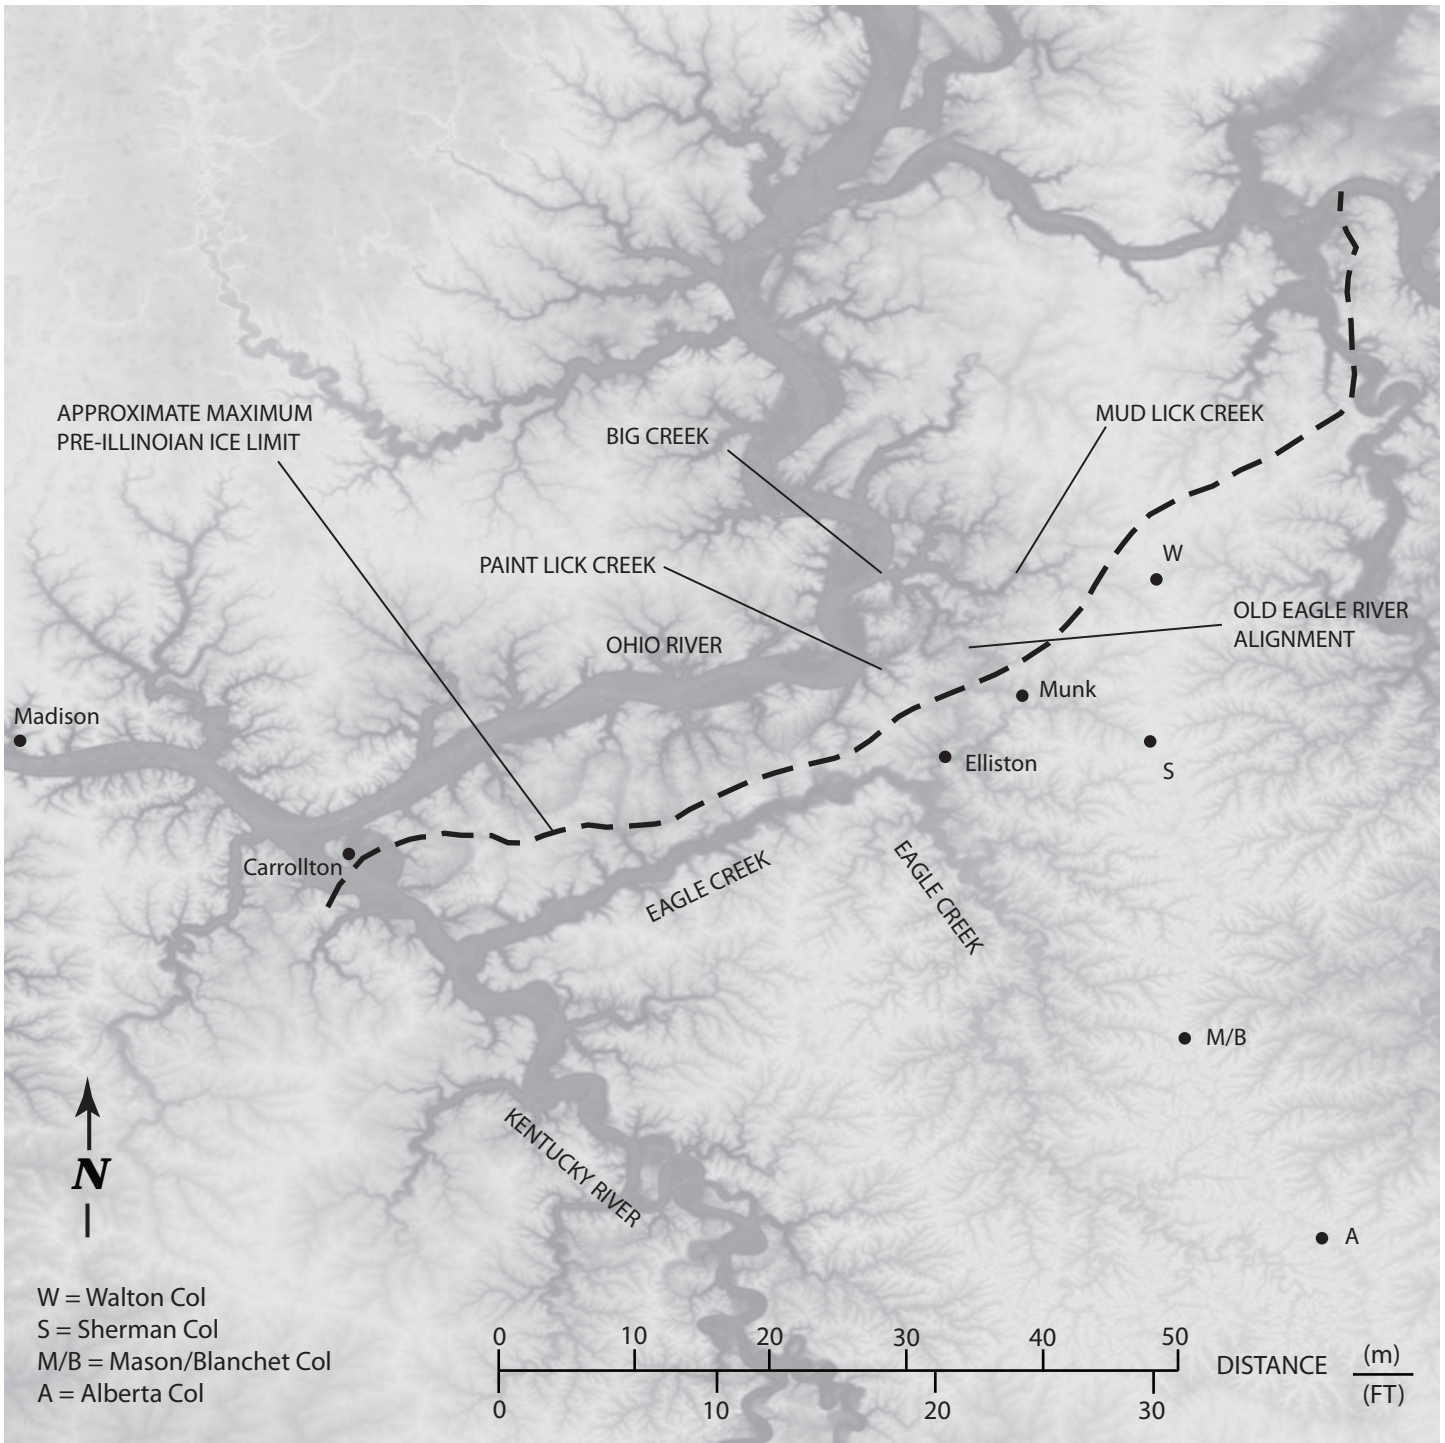 APPROXIMATE MAXIMUM
PRE-ILLINOIAN ICE LIMIT
BIG CREEK
MUD LICK CREEK
PAINT LICK CREEK
W
OLD EAGLE RIVER
ALIGNMENT
OHIO RIVER
Munk
Madison
Elliston
S
Carrollton
EAGLE CREEK
EAGLE CREEK
M/B
KENTUCKY RIVER
N
A
W = Walton Col
S = Sherman Col
M/B = Mason/Blanchet Col
A = Alberta Col
0 10 20 30 40 50
DISTANCE (m)
(FT)
0 10 20 30